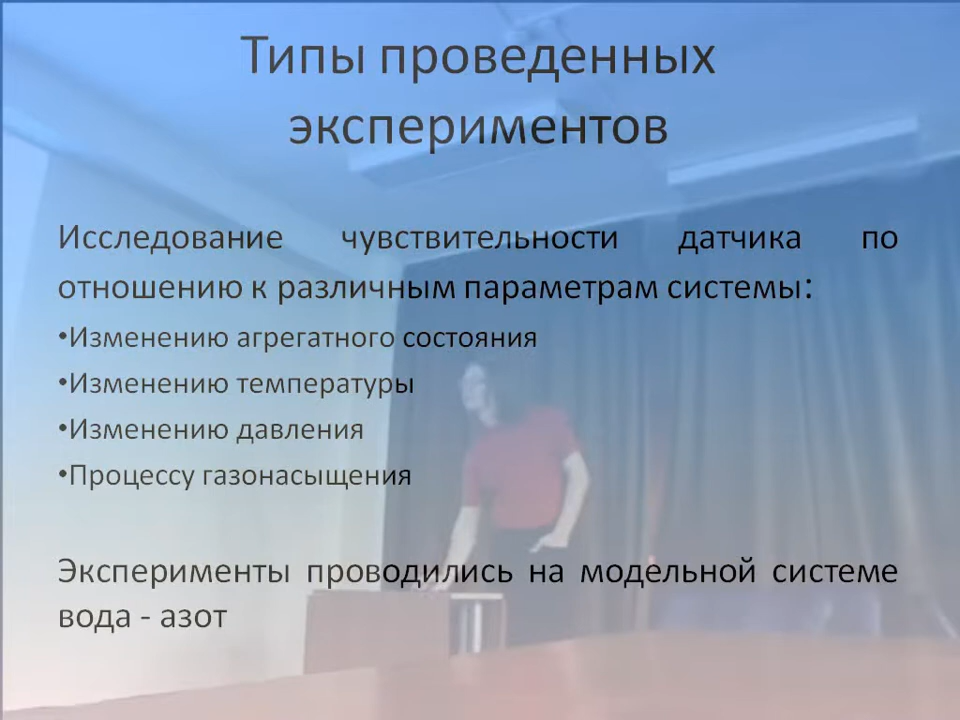 Типы проведенных
экспериментов
Исследование чувствительности датчика по
отношению к различным параметрам системы:
•Изменению агрегатного состояния
•Изменению температуры
•Изменению давления
•Процессу газонасыщения
Эксперименты проводились на модельной системе
вода - азот